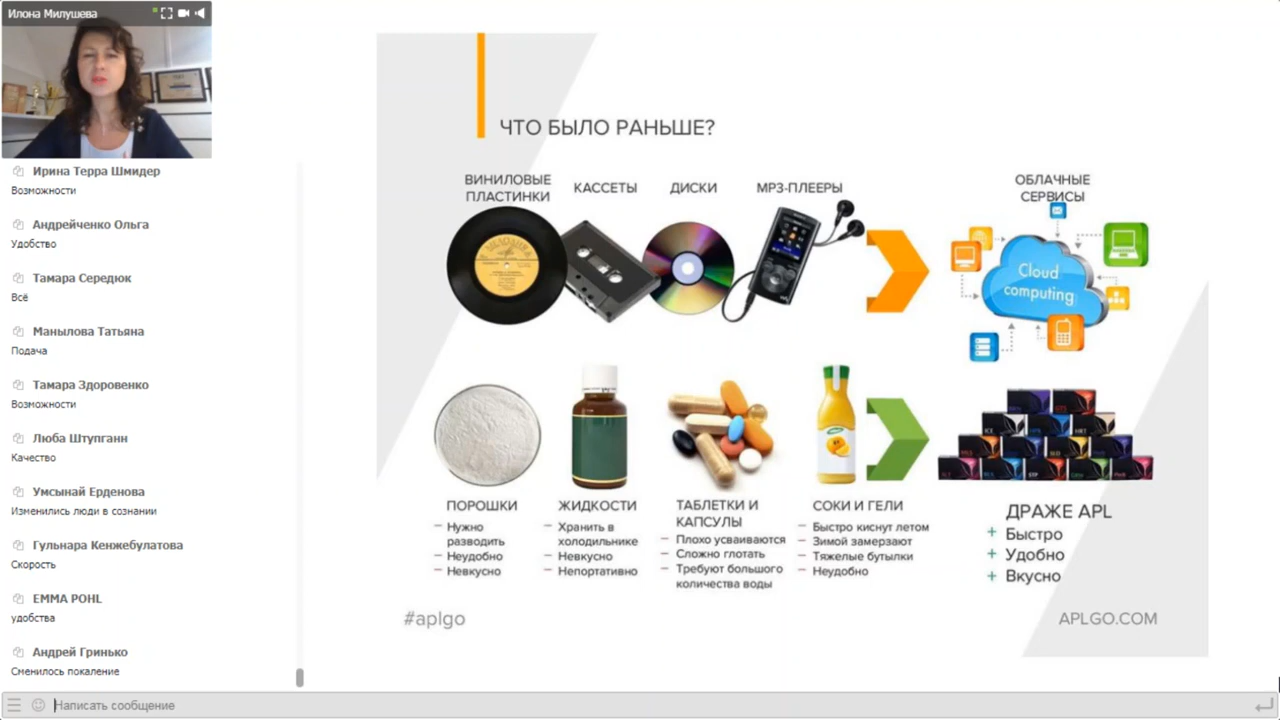 Илона Милушева
Ирина Терра Шмидер
Возможности
Андрейченко Ольга
Удобство
Тамара Середюк
Всё
Манылова Татьяна
Подача
Тамара Здоровенко
Возможности
Люба Штупганн
Качество
Умсынай Ерденова
Изменились люди в сознании
Гульнара Кенжебулатова
Скорость
EMMA POHL
удобства
Андрей Гринько
Сменилось покаление
Написать сообщение
ЧТО БЫЛО РАНЬШЕ?
ВИНИЛОВЫЕ
ПЛАСТИНКИ
КАССЕТЫ
ДИСКИ
МР3-ПЛЕЕРЫ
ОБЛАЧНЫЕ
СЕРВИСЫ
Cloud
computing
ПОРОШКИ
– Нужно
разводить
– Неудобно
– Невкусно
ЖИДКОСТИ
– Хранить в
холодильнике
– Невкусно
– Непортативно
ТАБЛЕТКИ И
КАПСУЛЫ
– Плохо усваиваются
– Сложно глотать
– Требуют большого
количества воды
СОКИ И ГЕЛИ
– Быстро киснут летом
– Зимой замерзают
– Тяжелые бутылки
– Неудобно
ДРАЖЕ APL
+ Быстро
+ Удобно
+ Вкусно
#aplgo
APLGO.COM